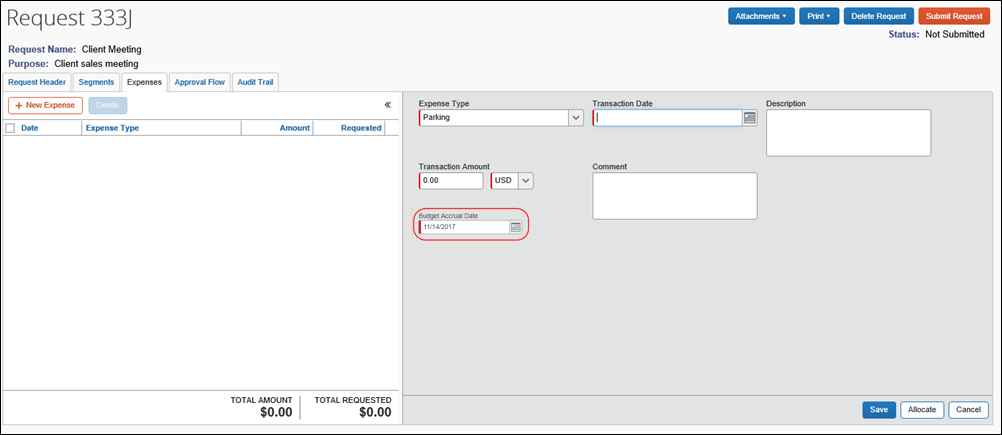 Request 333J
Attachments Print Delete Request Submit Request
Status: Not Submitted
Request Name: Client Meeting
Purpose: Client sales meeting
Request Header Segments Expenses Approval Flow Audit Trail
+ New Expense Delete «
Date Expense Type Amount Requested
Expense Type Transaction Date Description
Parking
Transaction Amount Comment
0.00 USD
Budget Accrual Date
11/14/2017
TOTAL AMOUNT TOTAL REQUESTED
$0.00 $0.00
Save Allocate Cancel